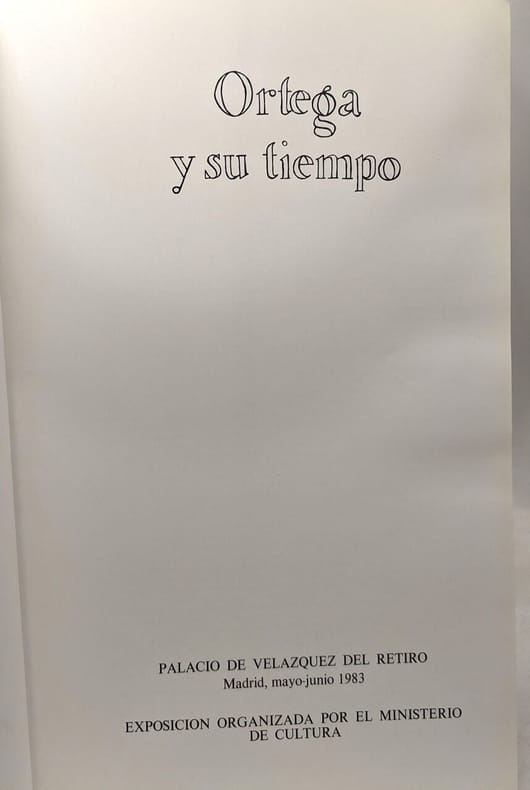 Ortega
y su tiempo
PALACIO DE VELAZQUEZ DEL RETIRO
Madrid, mayo-junio 1983
EXPOSICION ORGANIZADA POR EL MINISTERIO
DE CULTURA